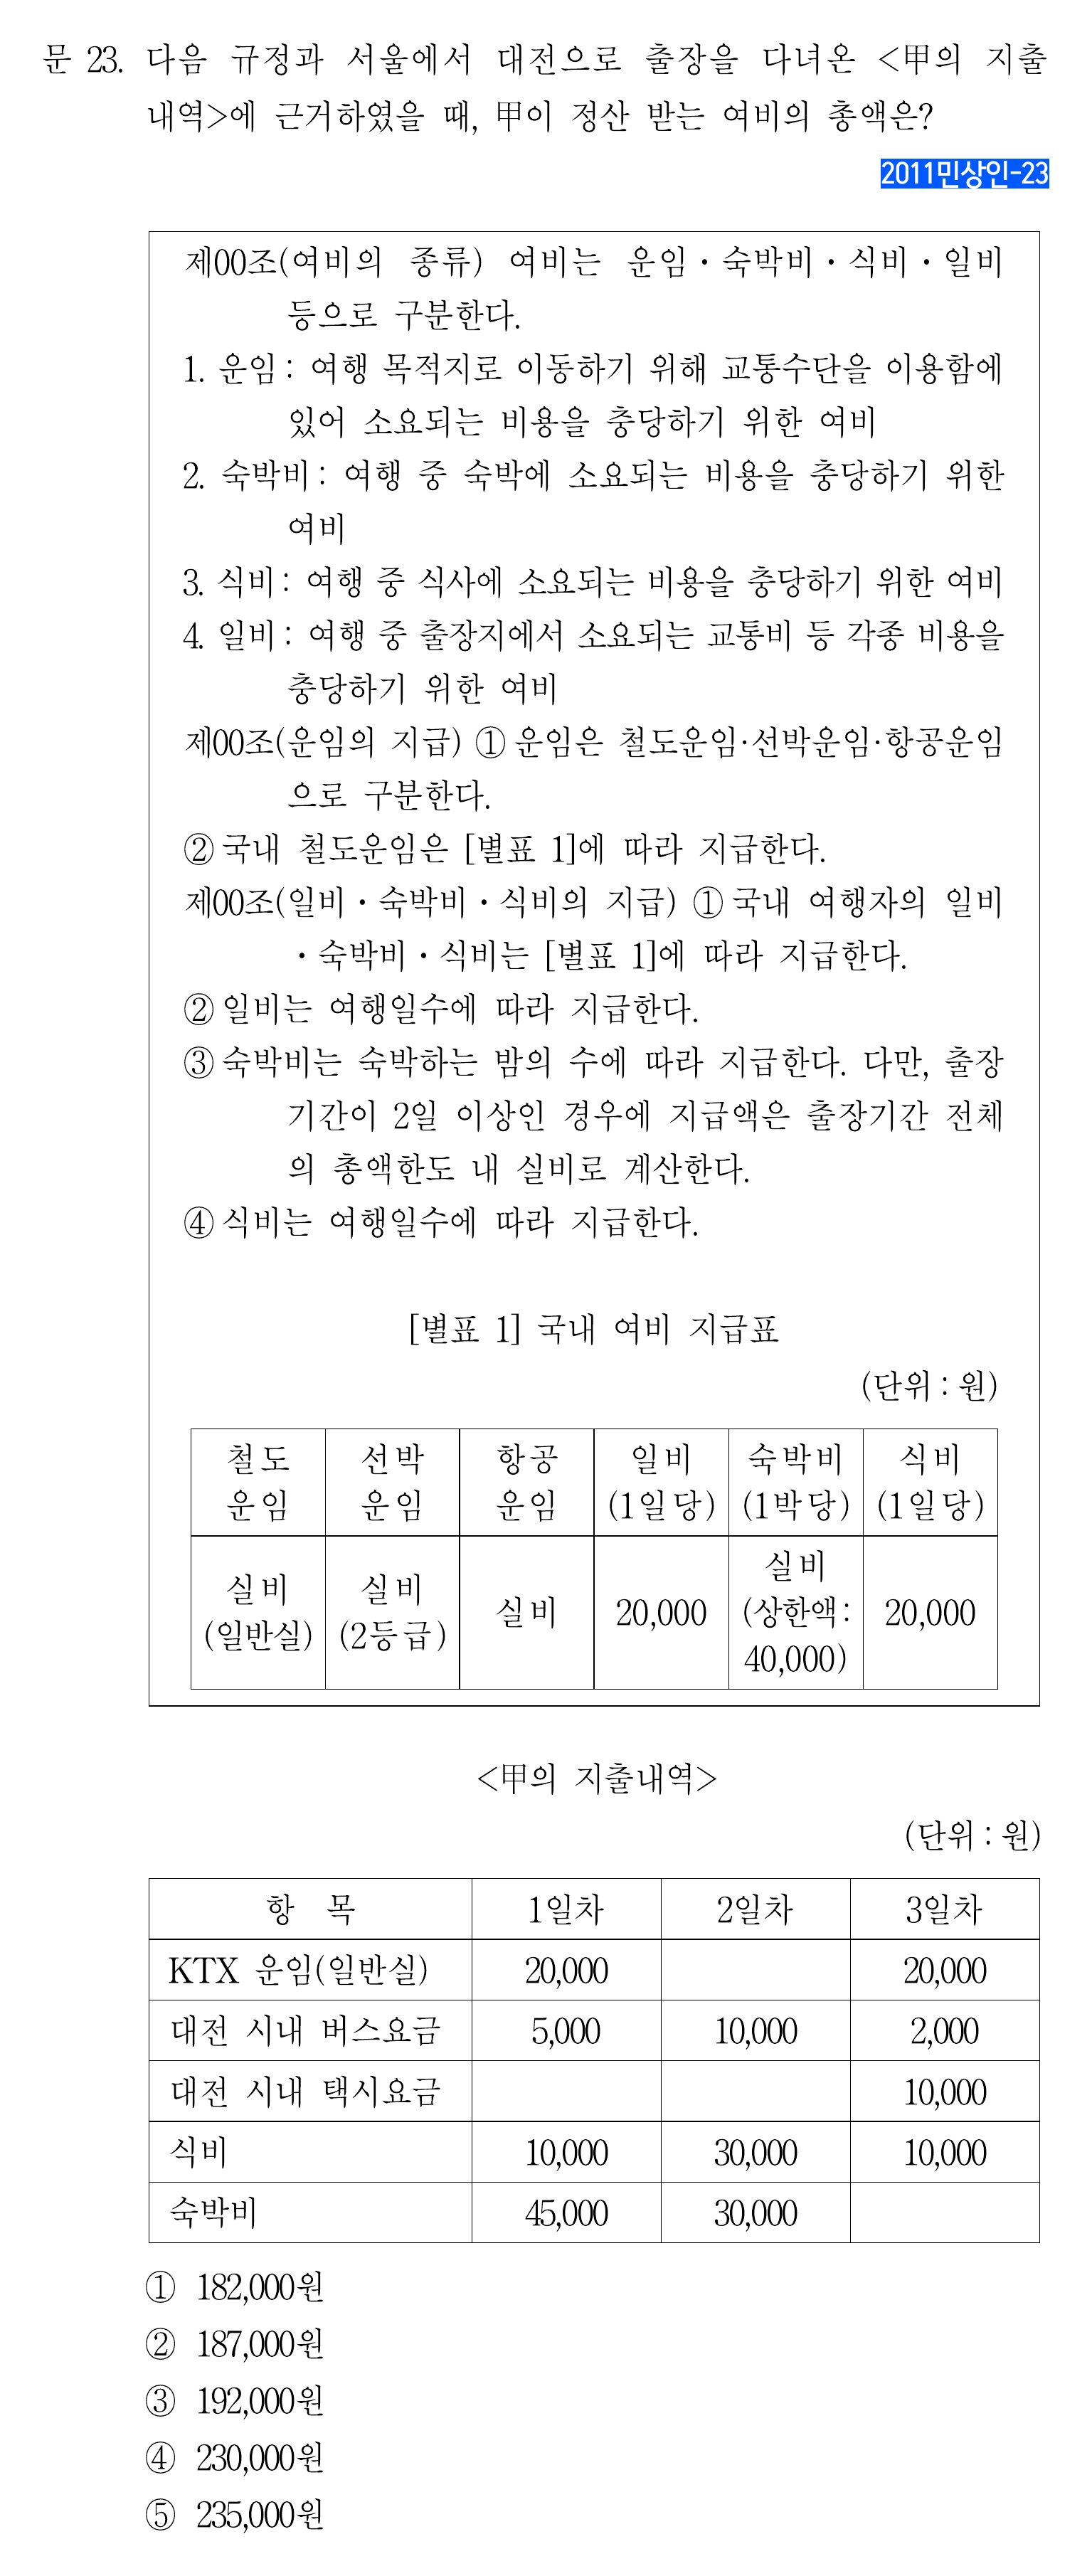 문 23. 다음 규정과 서울에서 대전으로 출장을 다녀온 <甲의 지출
내역>에 근거하였을 때, 甲이 정산 받는 여비의 총액은?
2011민상인-23
제00조(여비의 종류) 여비는 운임・숙박비・식비・일비
등으로 구분한다.
1. 운임: 여행 목적지로 이동하기 위해 교통수단을 이용함에
있어 소요되는 비용을 충당하기 위한 여비
2. 숙박비: 여행 중 숙박에 소요되는 비용을 충당하기 위한
여비
3. 식비: 여행 중 식사에 소요되는 비용을 충당하기 위한 여비
4. 일비: 여행 중 출장지에서 소요되는 교통비 등 각종 비용을
충당하기 위한 여비
제00조(운임의 지급) ① 운임은 철도운임·선박운임·항공운임
으로 구분한다.
② 국내 철도운임은 [별표 1]에 따라 지급한다.
제00조(일비・숙박비・식비의 지급) ① 국내 여행자의 일비
・숙박비・식비는 [별표 1]에 따라 지급한다.
② 일비는 여행일수에 따라 지급한다.
③ 숙박비는 숙박하는 밤의 수에 따라 지급한다. 다만, 출장
기간이 2일 이상인 경우에 지급액은 출장기간 전체
의 총액한도 내 실비로 계산한다.
④ 식비는 여행일수에 따라 지급한다.
[별표 1] 국내 여비 지급표
(단위: 원)
철도 선박 항공 일비 숙박비 식비
운임 운임 운임 (1일당) (1박당) (1일당)
실비 (일반실) 실비 (2등급) 실비 20,000 실비 (상한액: 40,000) 20,000
<甲의 지출내역>
(단위: 원)
항 목 1일차 2일차 3일차
KTX 운임(일반실) 20,000 20,000
대전 시내 버스요금 5,000 10,000 2,000
대전 시내 택시요금 10,000
식비 10,000 30,000 10,000
숙박비 45,000 30,000
① 182,000원
② 187,000원
③ 192,000원
④ 230,000원
⑤ 235,000원